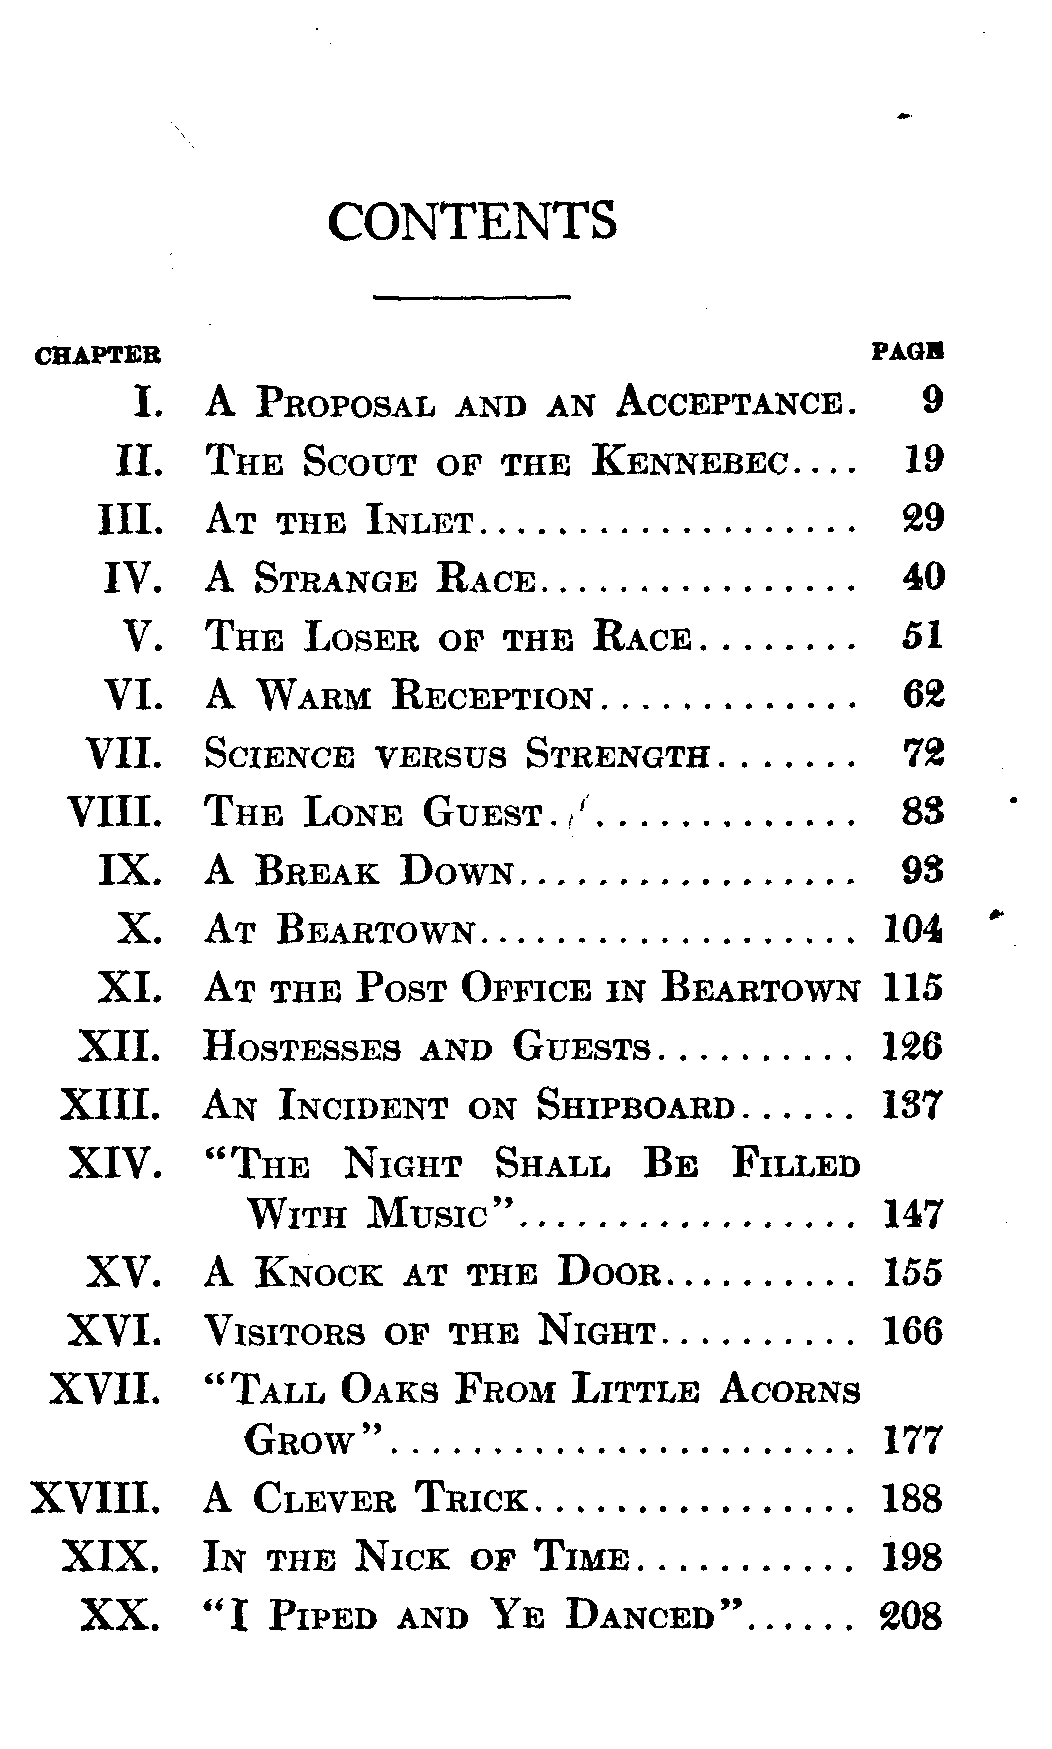 CONTENTS
CHAPTER PAGE
I. A PROPOSAL AND AN ACCEPTANCE. 9
II. THE SCOUT OF THE KENNEBEC.... 19
III. AT THE INLET................... 29
IV. A STRANGE RACE................ 40
V. THE LOSER OF THE RACE........ 51
VI. A WARM RECEPTION............. 62
VII. SCIENCE VERSUS STRENGTH....... 72
VIII. THE LONE GUEST............... 83
IX. A BREAK DOWN................. 93
X. AT BEARTOWN................... 104
XI. AT THE POST OFFICE IN BEARTOWN 115
XII. HOSTESSES AND GUESTS.......... 126
XIII. AN INCIDENT ON SHIPBOARD...... 137
XIV. “THE NIGHT SHALL BE FILLED
WITH MUSIC”................. 147
XV. A KNOCK AT THE DOOR.......... 155
XVI. VISITORS OF THE NIGHT.......... 166
XVII. “TALL OAKS FROM LITTLE ACORNS
GROW”........................ 177
XVIII. A CLEVER TRICK................ 188
XIX. IN THE NICK OF TIME........... 198
XX. “I PIPED AND YE DANCED”...... 208